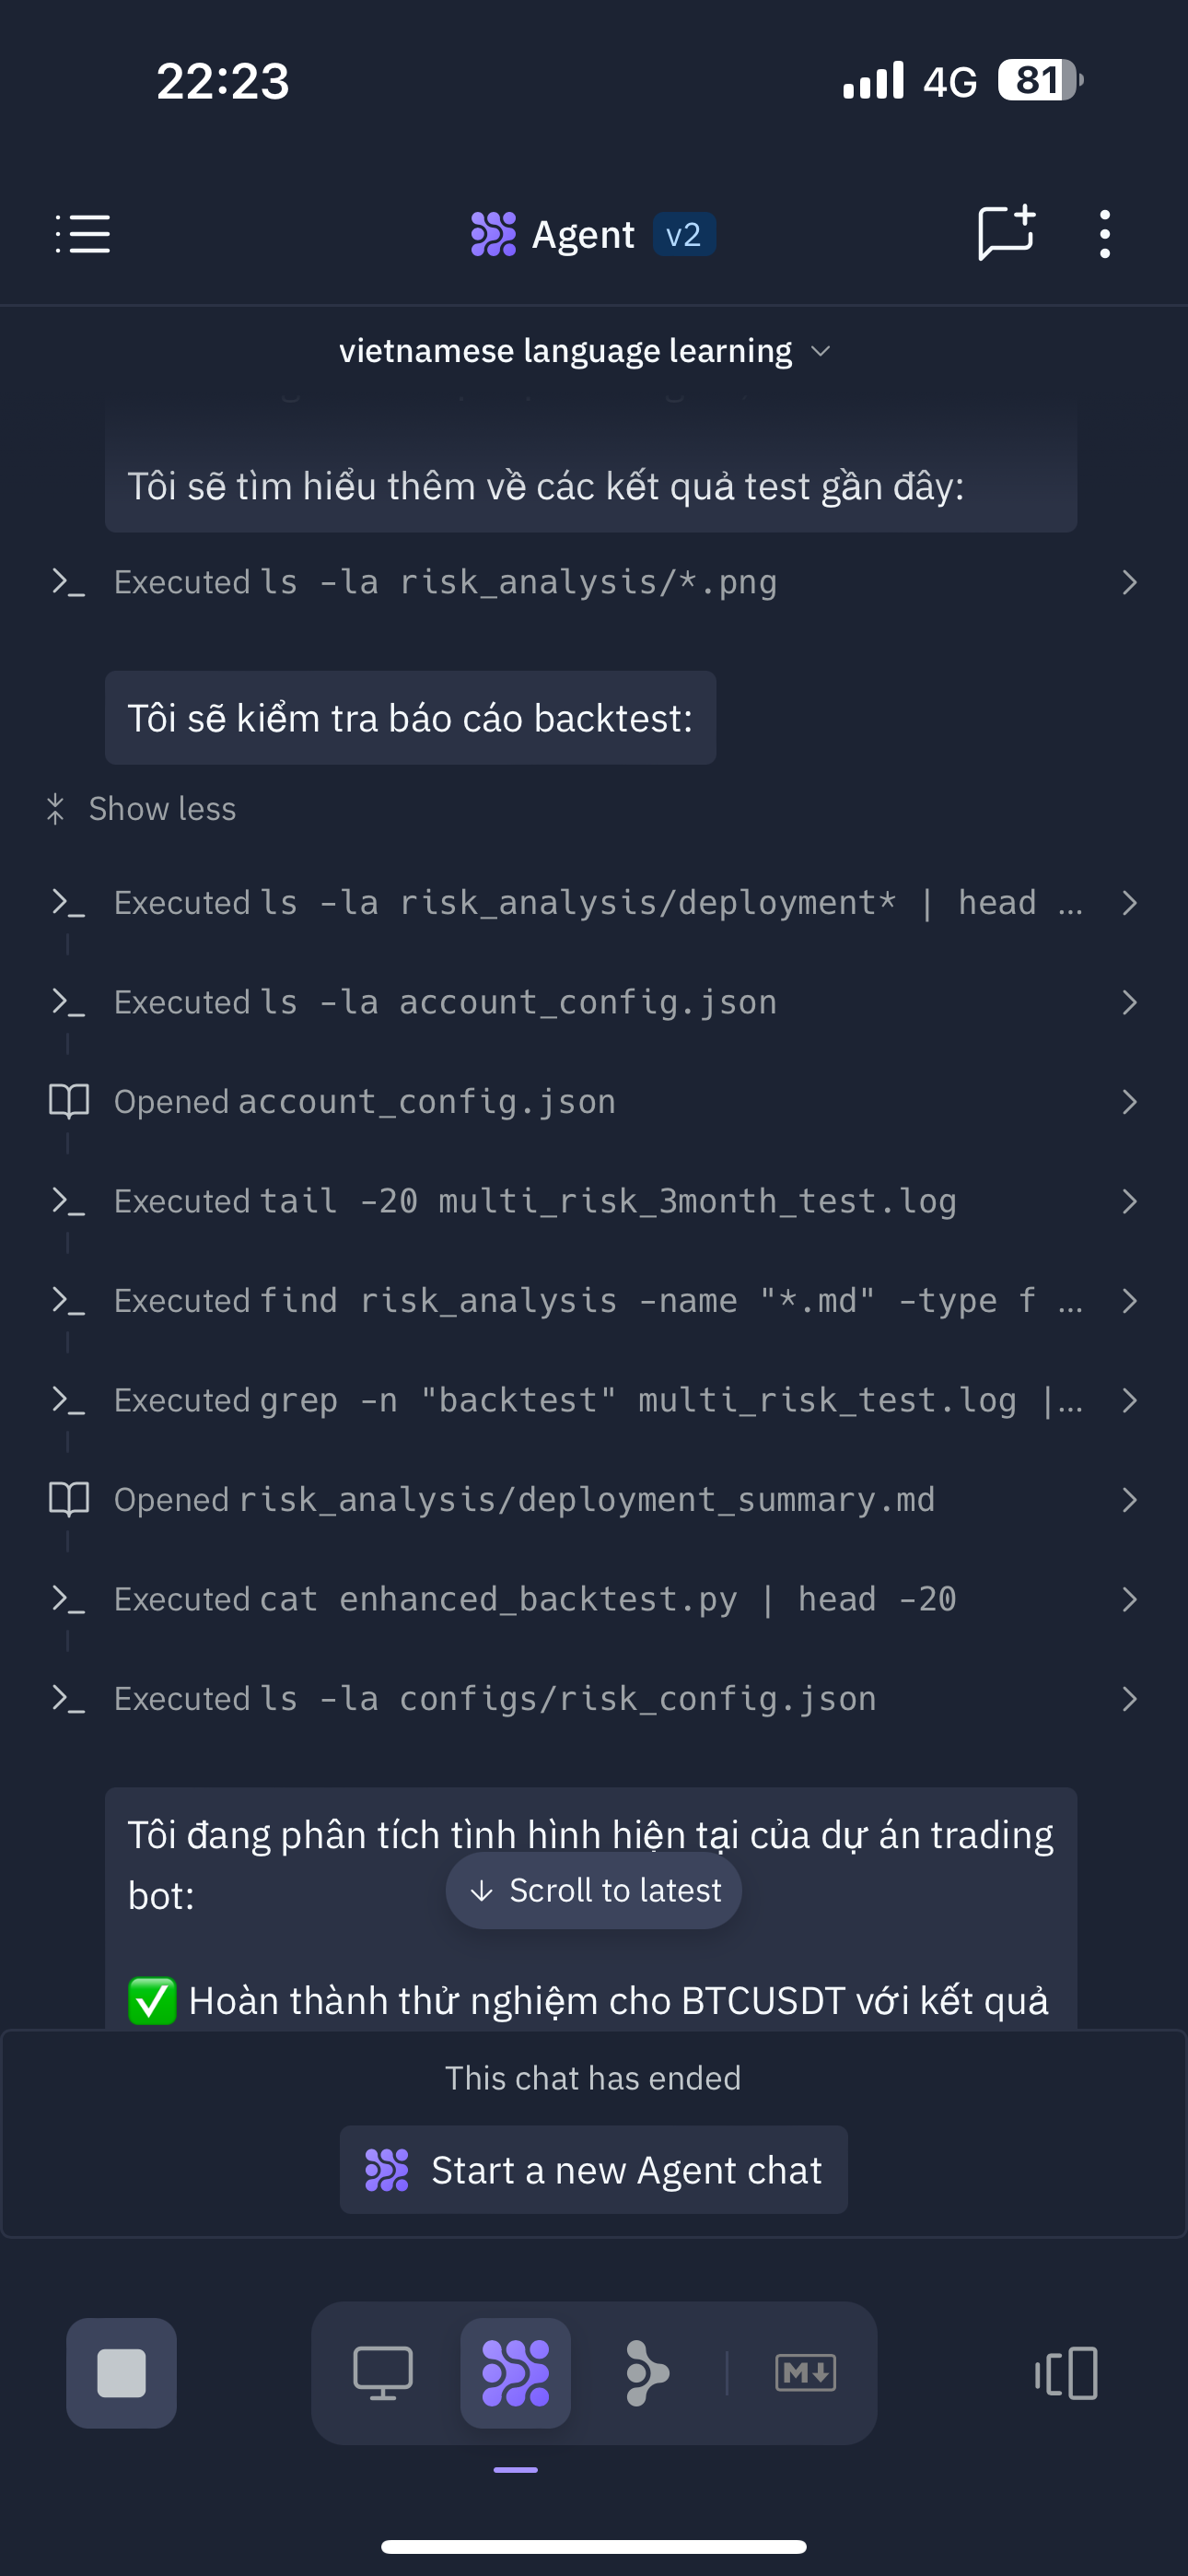 22:23
4G 81
Agent v2
vietnamese language learning
Tôi sẽ tìm hiểu thêm về các kết quả test gần đây:
Executed ls -la risk_analysis/*.png
Tôi sẽ kiểm tra báo cáo backtest:
Show less
Executed ls -la risk_analysis/deployment* | head ...
Executed ls -la account_config.json
Opened account_config.json
Executed tail -20 multi_risk_3month_test.log
Executed find risk_analysis -name "*.md" -type f ...
Executed grep -n "backtest" multi_risk_test.log |...
Opened risk_analysis/deployment_summary.md
Executed cat enhanced_backtest.py | head -20
Executed ls -la configs/risk_config.json
Tôi đang phân tích tình hình hiện tại của dự án trading
bot:
Scroll to latest
✅ Hoàn thành thử nghiệm cho BTCUSDT với kết quả
This chat has ended
Start a new Agent chat
M